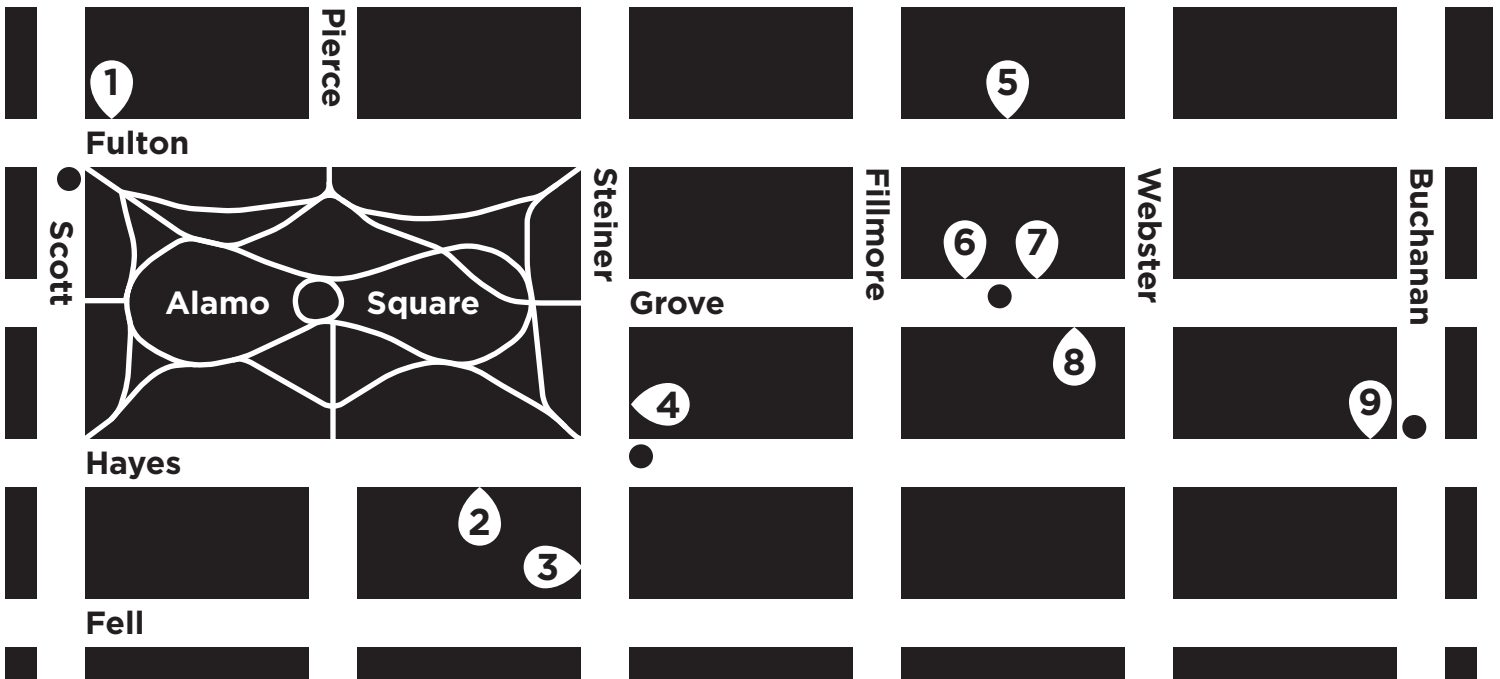 Pierce
1
5
Fulton
Scott
Steiner
Fillmore
Webster
Buchanan
6
7
Alamo Square
Grove
8
4
9
Hayes
2
3
Fell